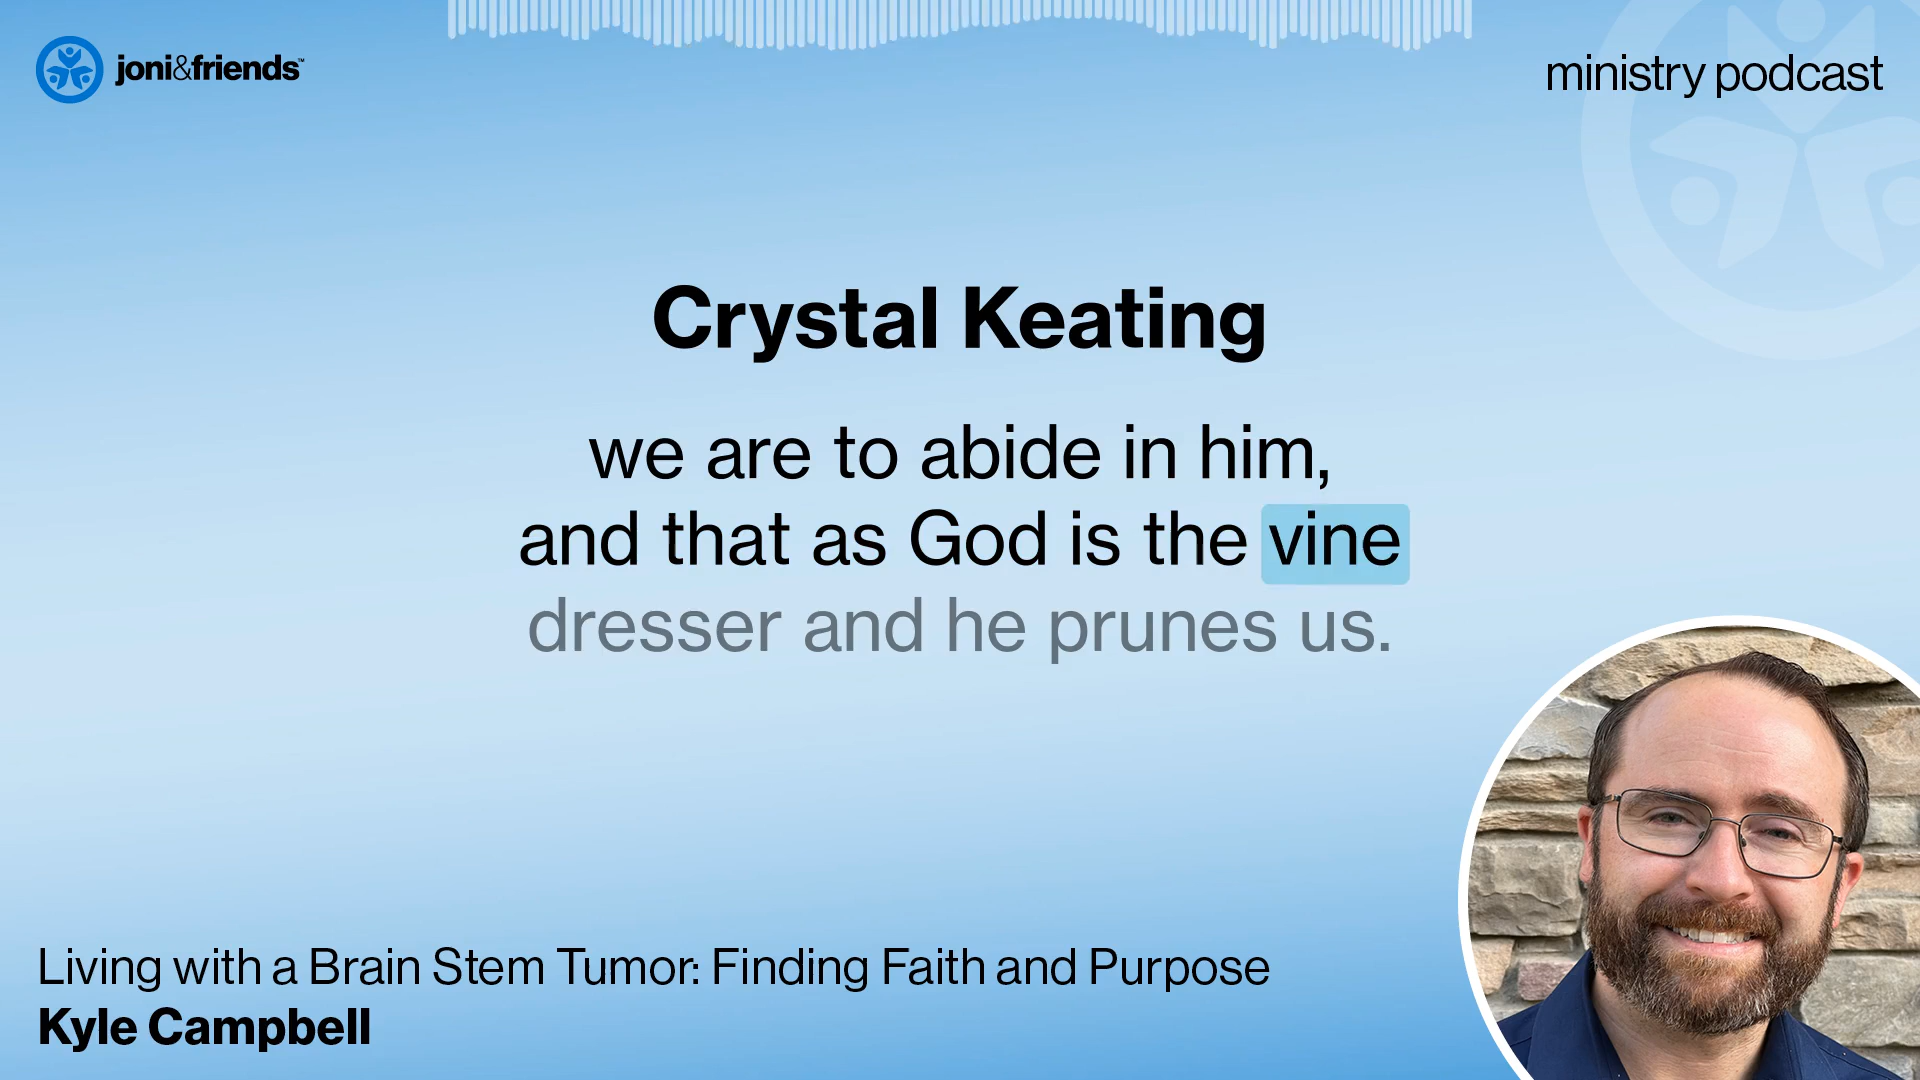 joni&friends™
ministry podcast
Crystal Keating
we are to abide in him,
and that as God is the vine
dresser and he prunes us.
Living with a Brain Stem Tumor: Finding Faith and Purpose
Kyle Campbell